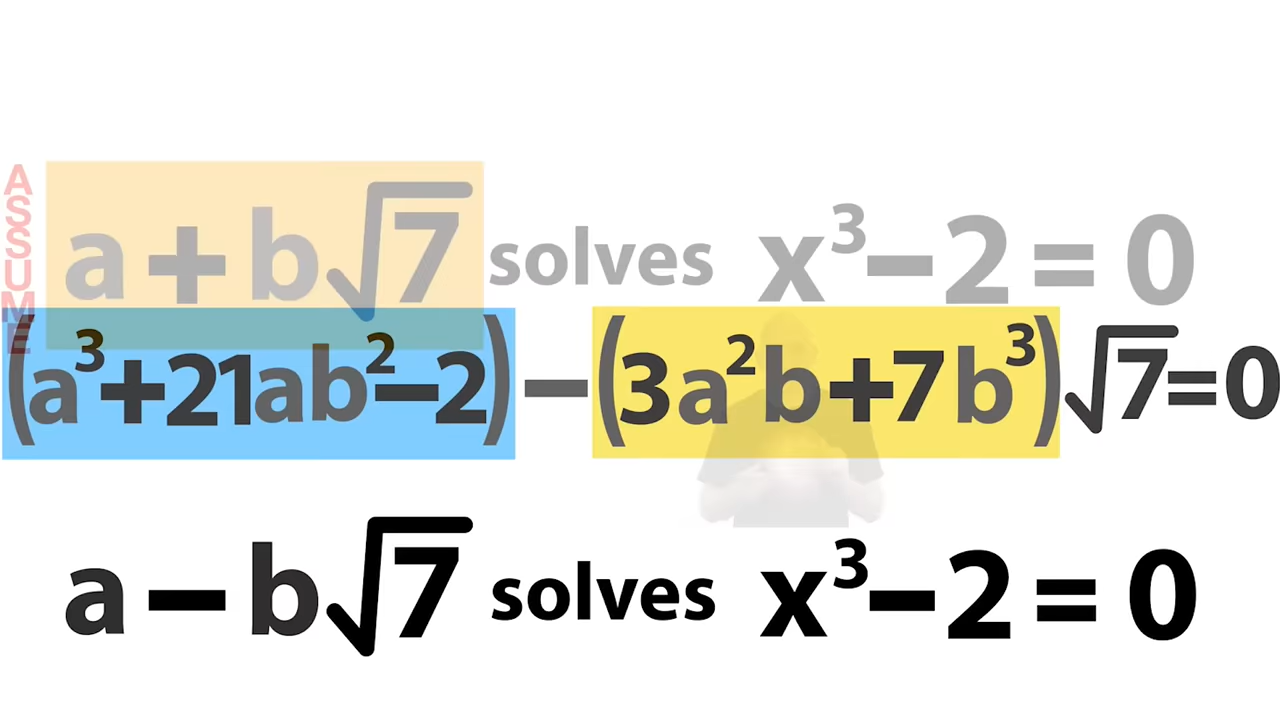 ASSUME
a + b√7 solves x³ − 2 = 0
(a³+21ab²−2) − (3a²b+7b³)√7=0
a − b√7 solves x³ − 2 = 0